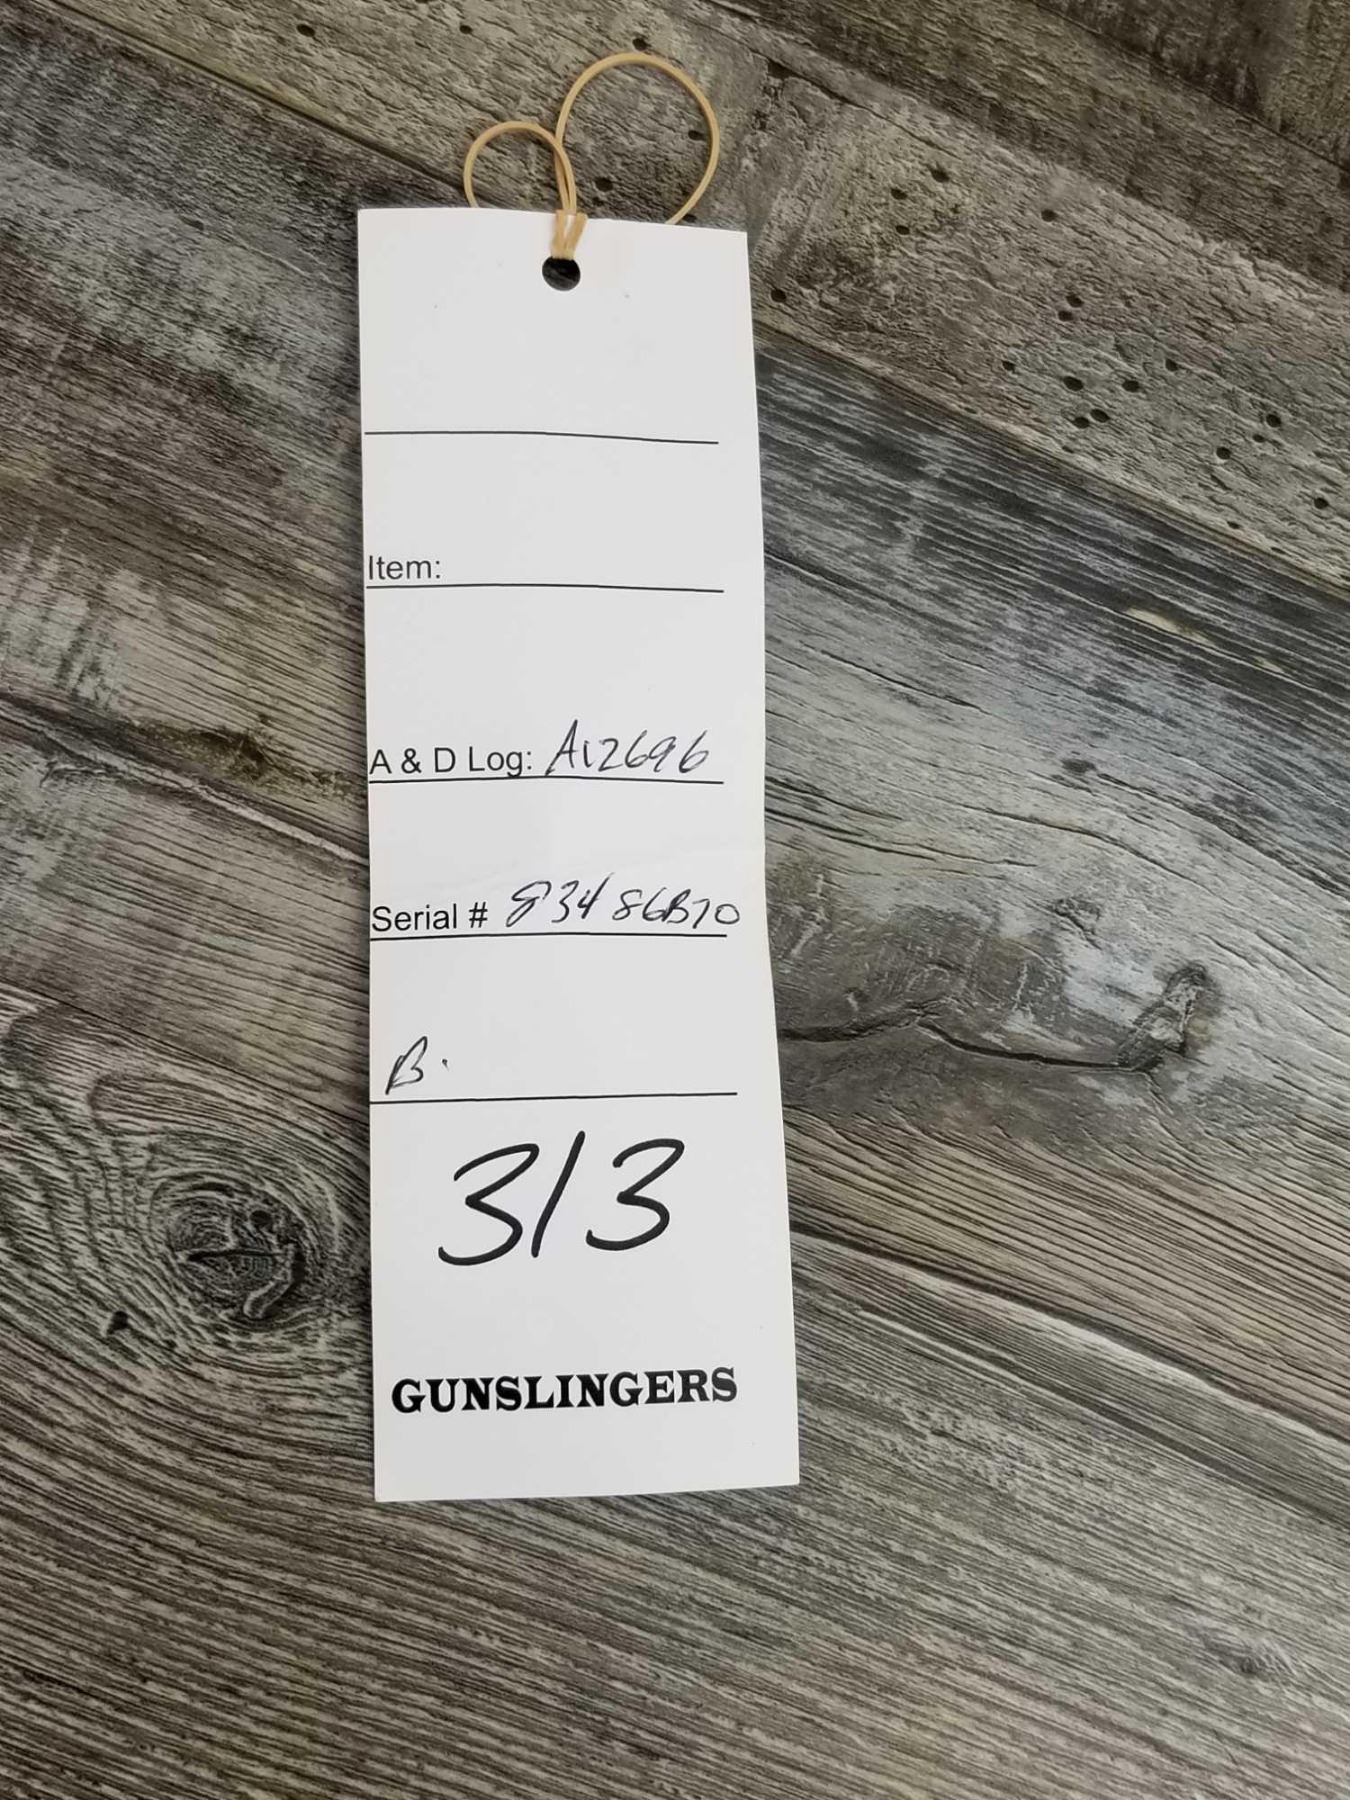 Item:
A & D Log: A12696
Serial # 83486B70
B.
313
GUNSLINGERS